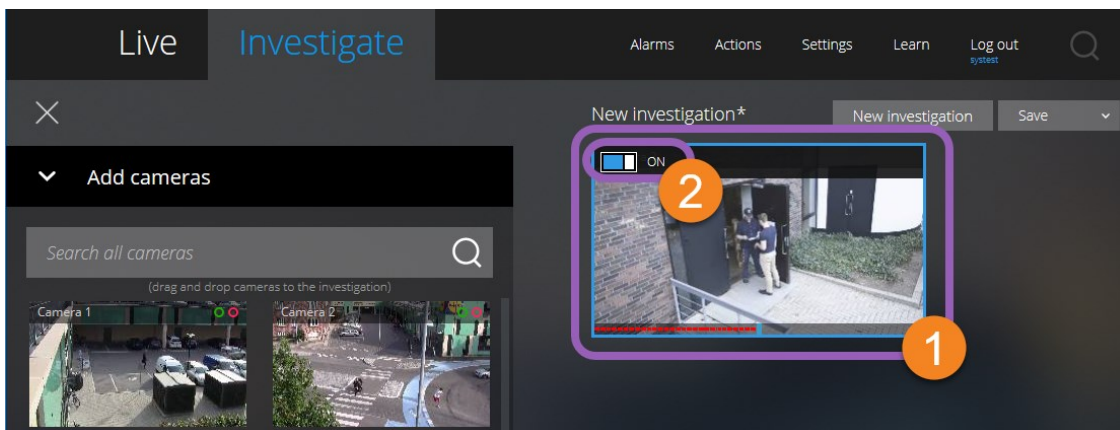 Live
Investigate
Alarms
Actions
Settings
Learn
Log out
systest
New investigation*
New investigation
Save
Add cameras
ON
2
Search all cameras
(drag and drop cameras to the investigation)
Camera 1
Camera 2
1